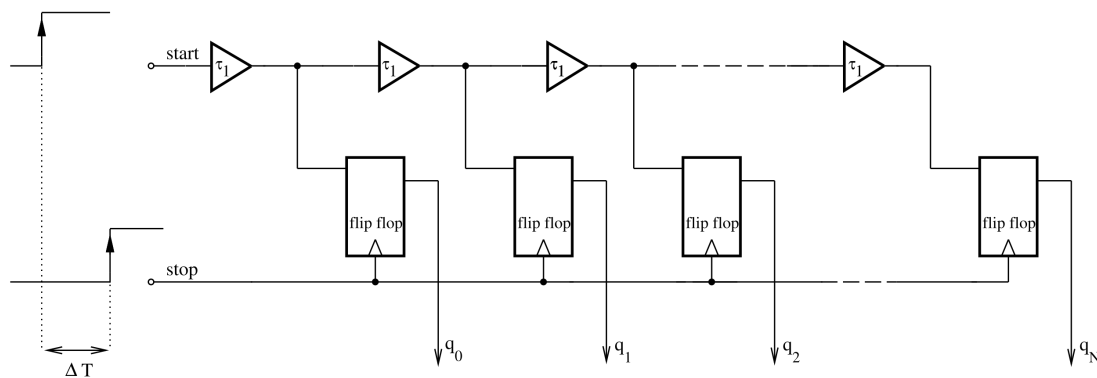 start
τ1 τ1 τ1 τ1
flip flop flip flop flip flop flip flop
stop
q0 q1 q2 qN
ΔT